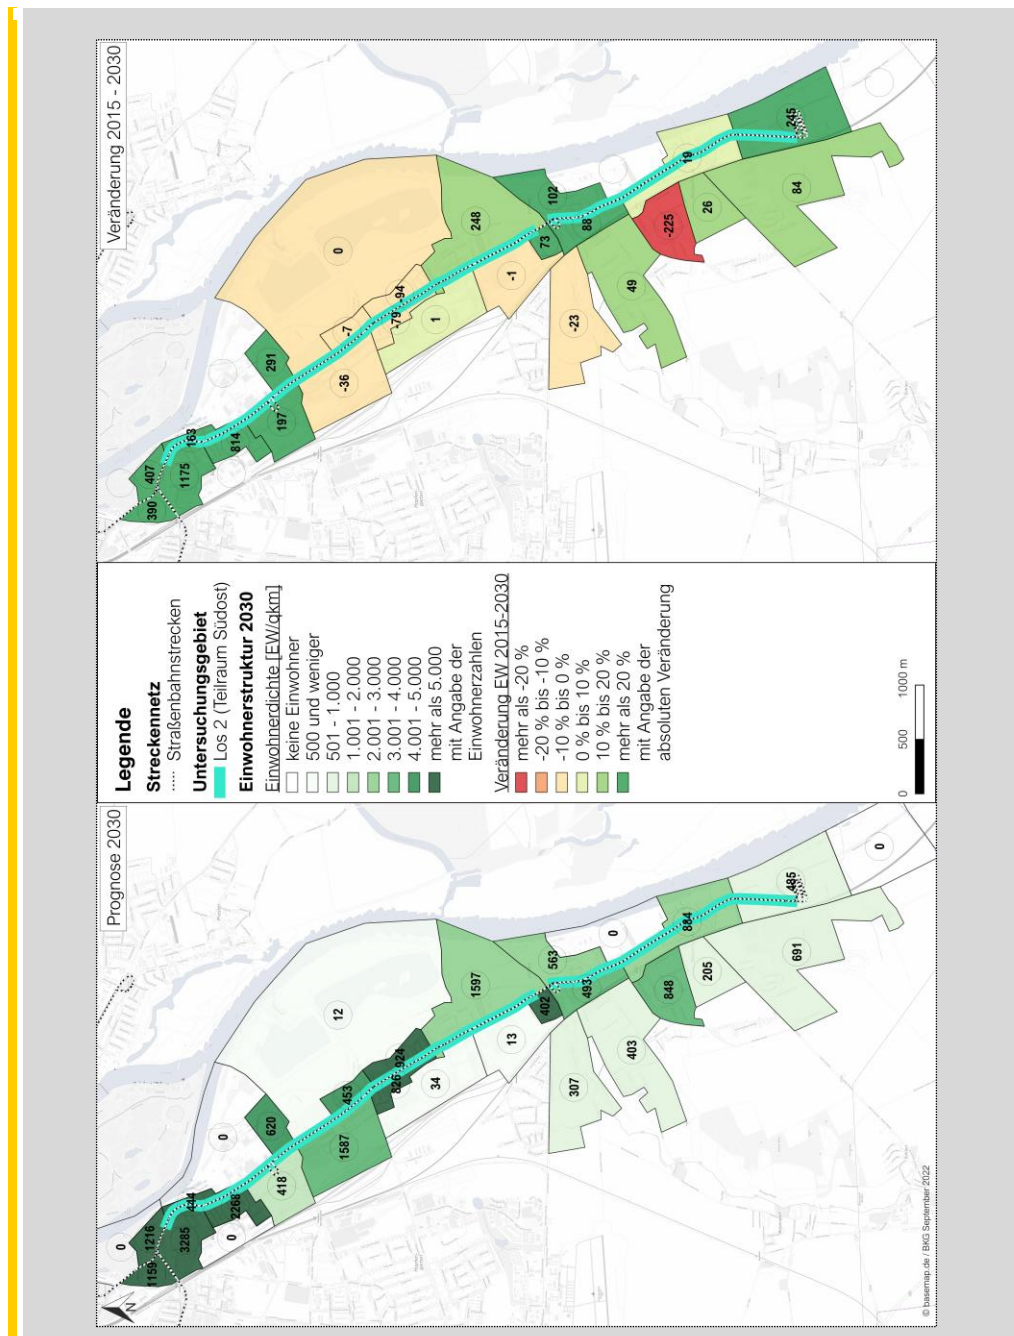 Prognose 2030
N
0
1159
1216
3285
444
2268
0
0
418
620
1587
453
826
924
12
34
1597
13
402
563
493
0
307
403
848
884
205
691
485
0
© basemap.de / BKG September 2022
Legende
Streckennetz
Straßenbahnstrecken
Untersuchungsgebiet
Los 2 (Teilraum Südost)
Einwohnerstruktur 2030
Einwohnerdichte [EW/qkm]
keine Einwohner
500 und weniger
501 - 1.000
1.001 - 2.000
2.001 - 3.000
3.001 - 4.000
4.001 - 5.000
mehr als 5.000
mit Angabe der
Einwohnerzahlen
Veränderung EW 2015-2030
mehr als -20 %
-20 % bis -10 %
-10 % bis 0 %
0 % bis 10 %
10 % bis 20 %
mehr als 20 %
mit Angabe der
absoluten Veränderung
0 500 1000 m
Veränderung 2015 - 2030
390
407
1175
163
814
197
291
-36
-7
-79
-94
0
1
248
-1
73
102
88
-23
49
-225
19
26
84
245